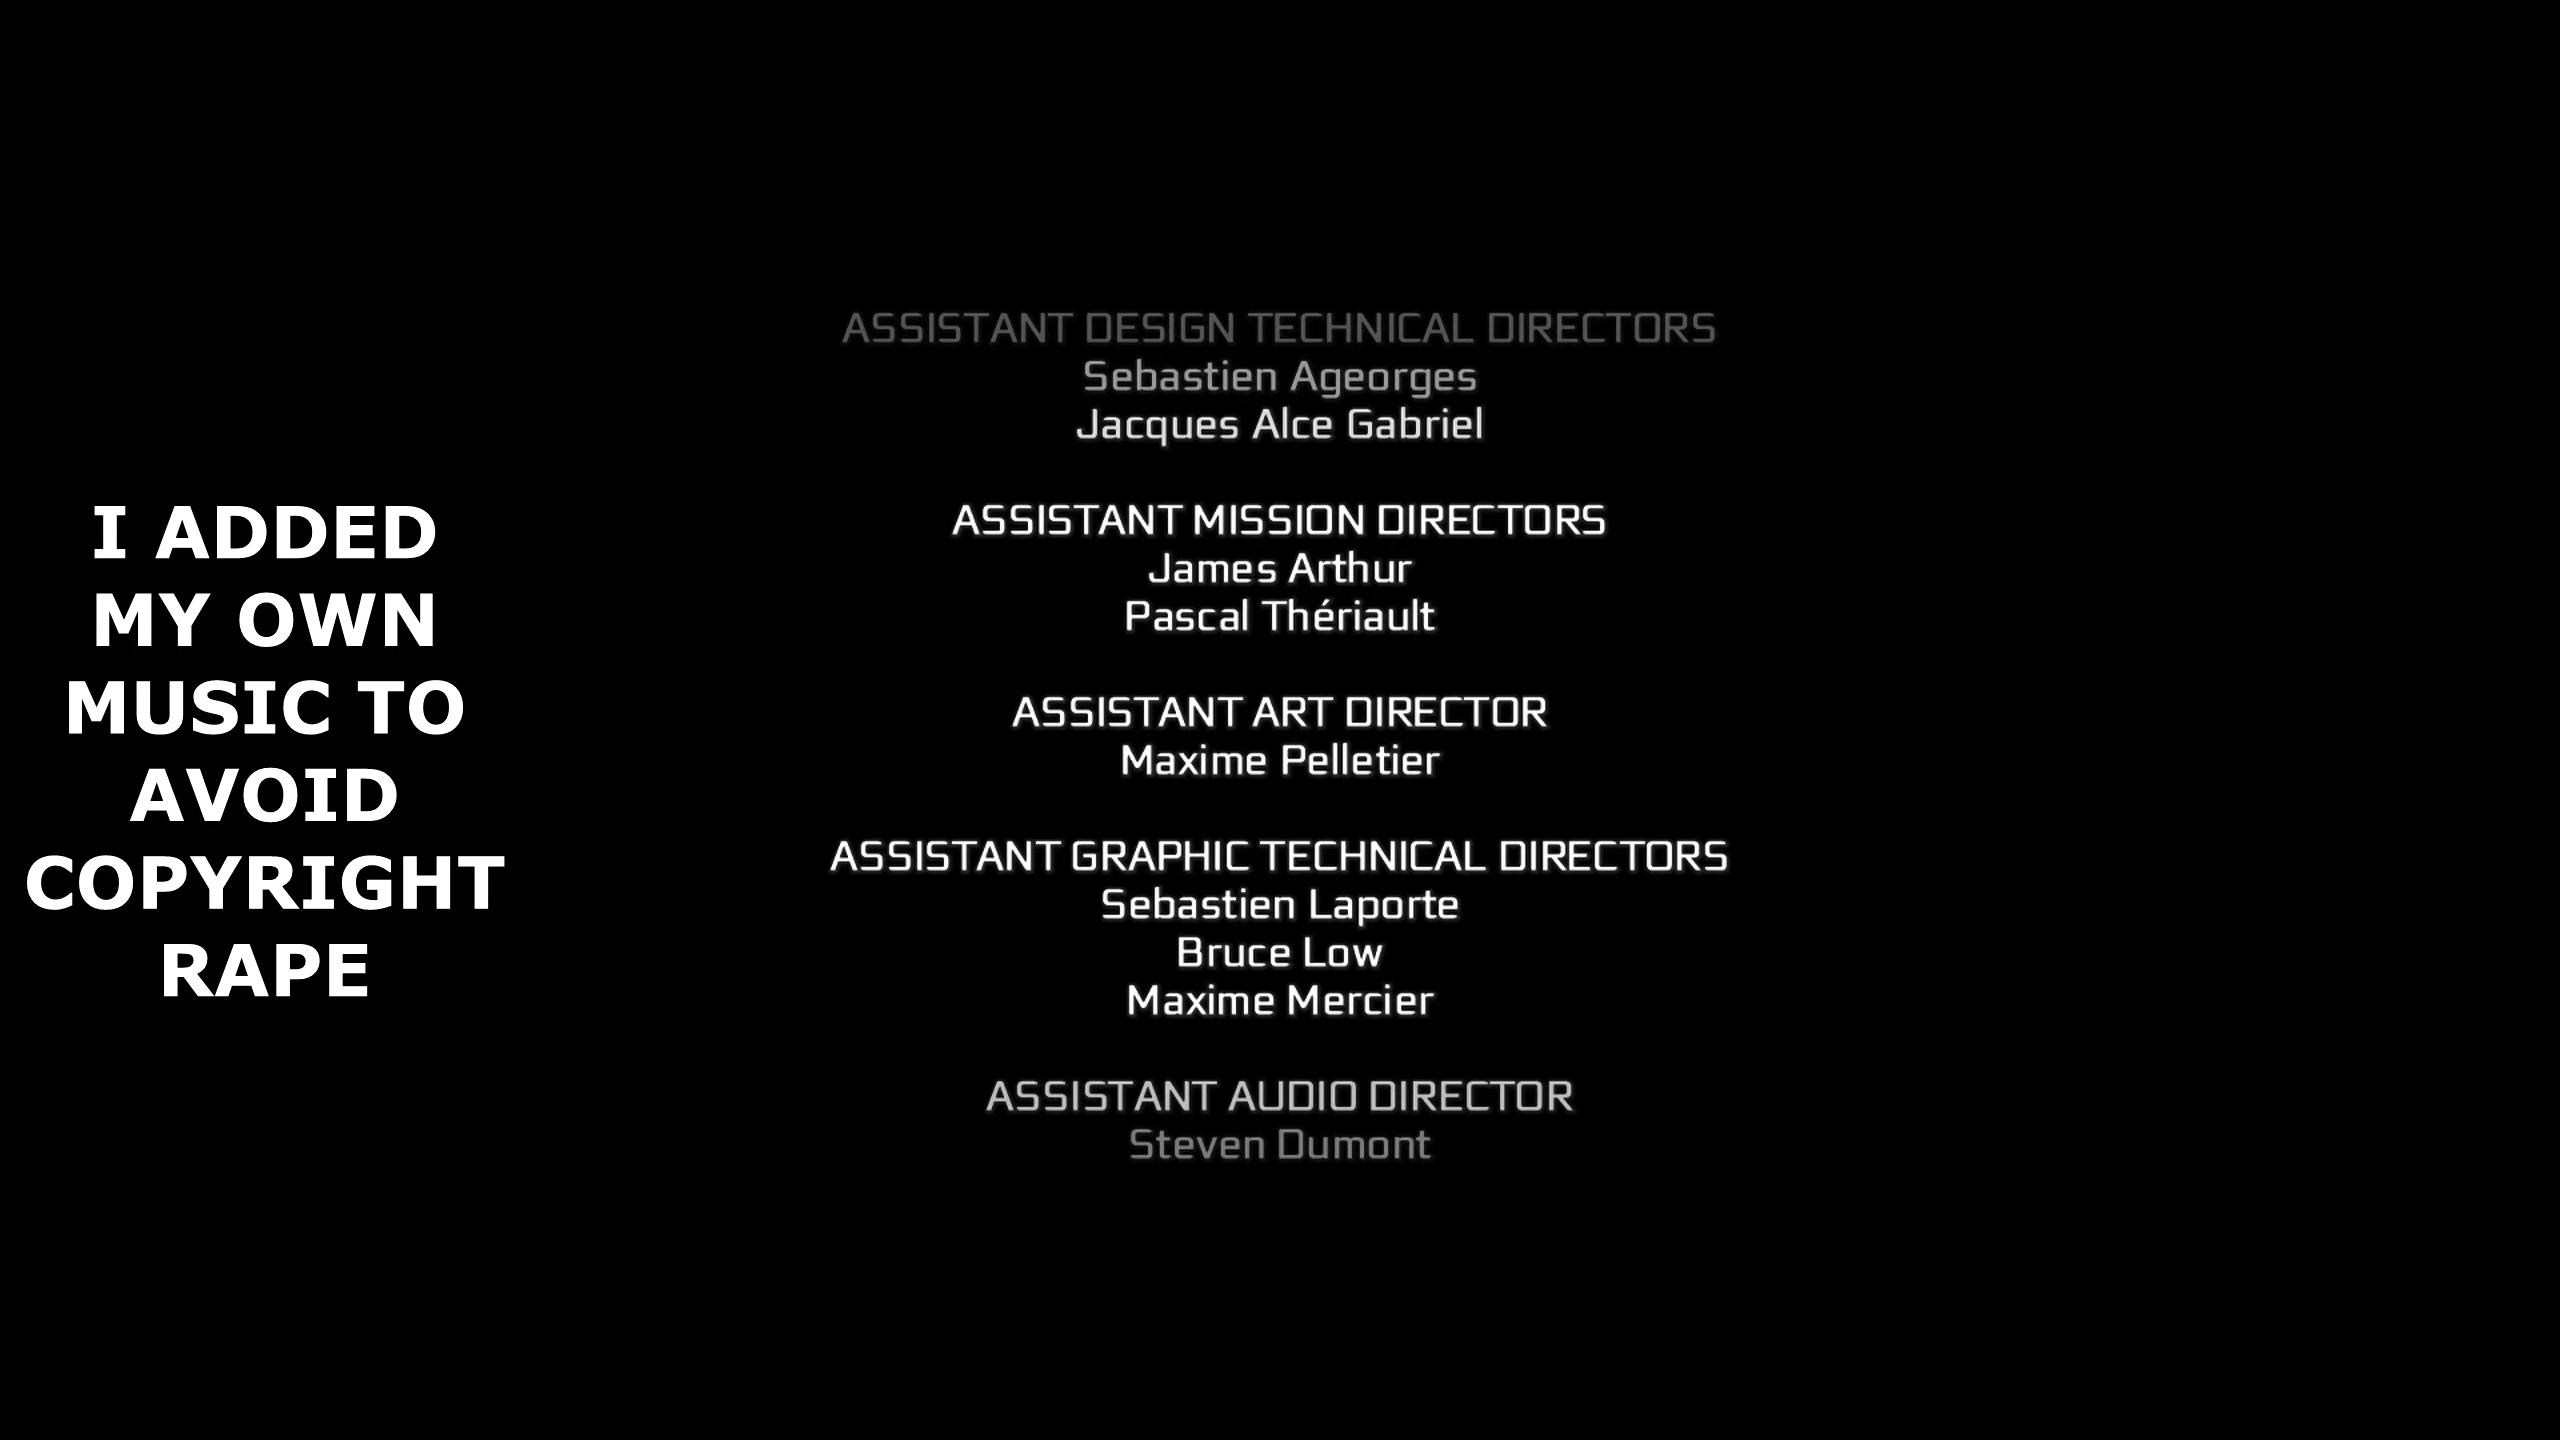 I ADDED
MY OWN
MUSIC TO
AVOID
COPYRIGHT
RAPE
ASSISTANT DESIGN TECHNICAL DIRECTORS
Sebastien Ageorges
Jacques Alce Gabriel
ASSISTANT MISSION DIRECTORS
James Arthur
Pascal Thériault
ASSISTANT ART DIRECTOR
Maxime Pelletier
ASSISTANT GRAPHIC TECHNICAL DIRECTORS
Sebastien Laporte
Bruce Low
Maxime Mercier
ASSISTANT AUDIO DIRECTOR
Steven Dumont